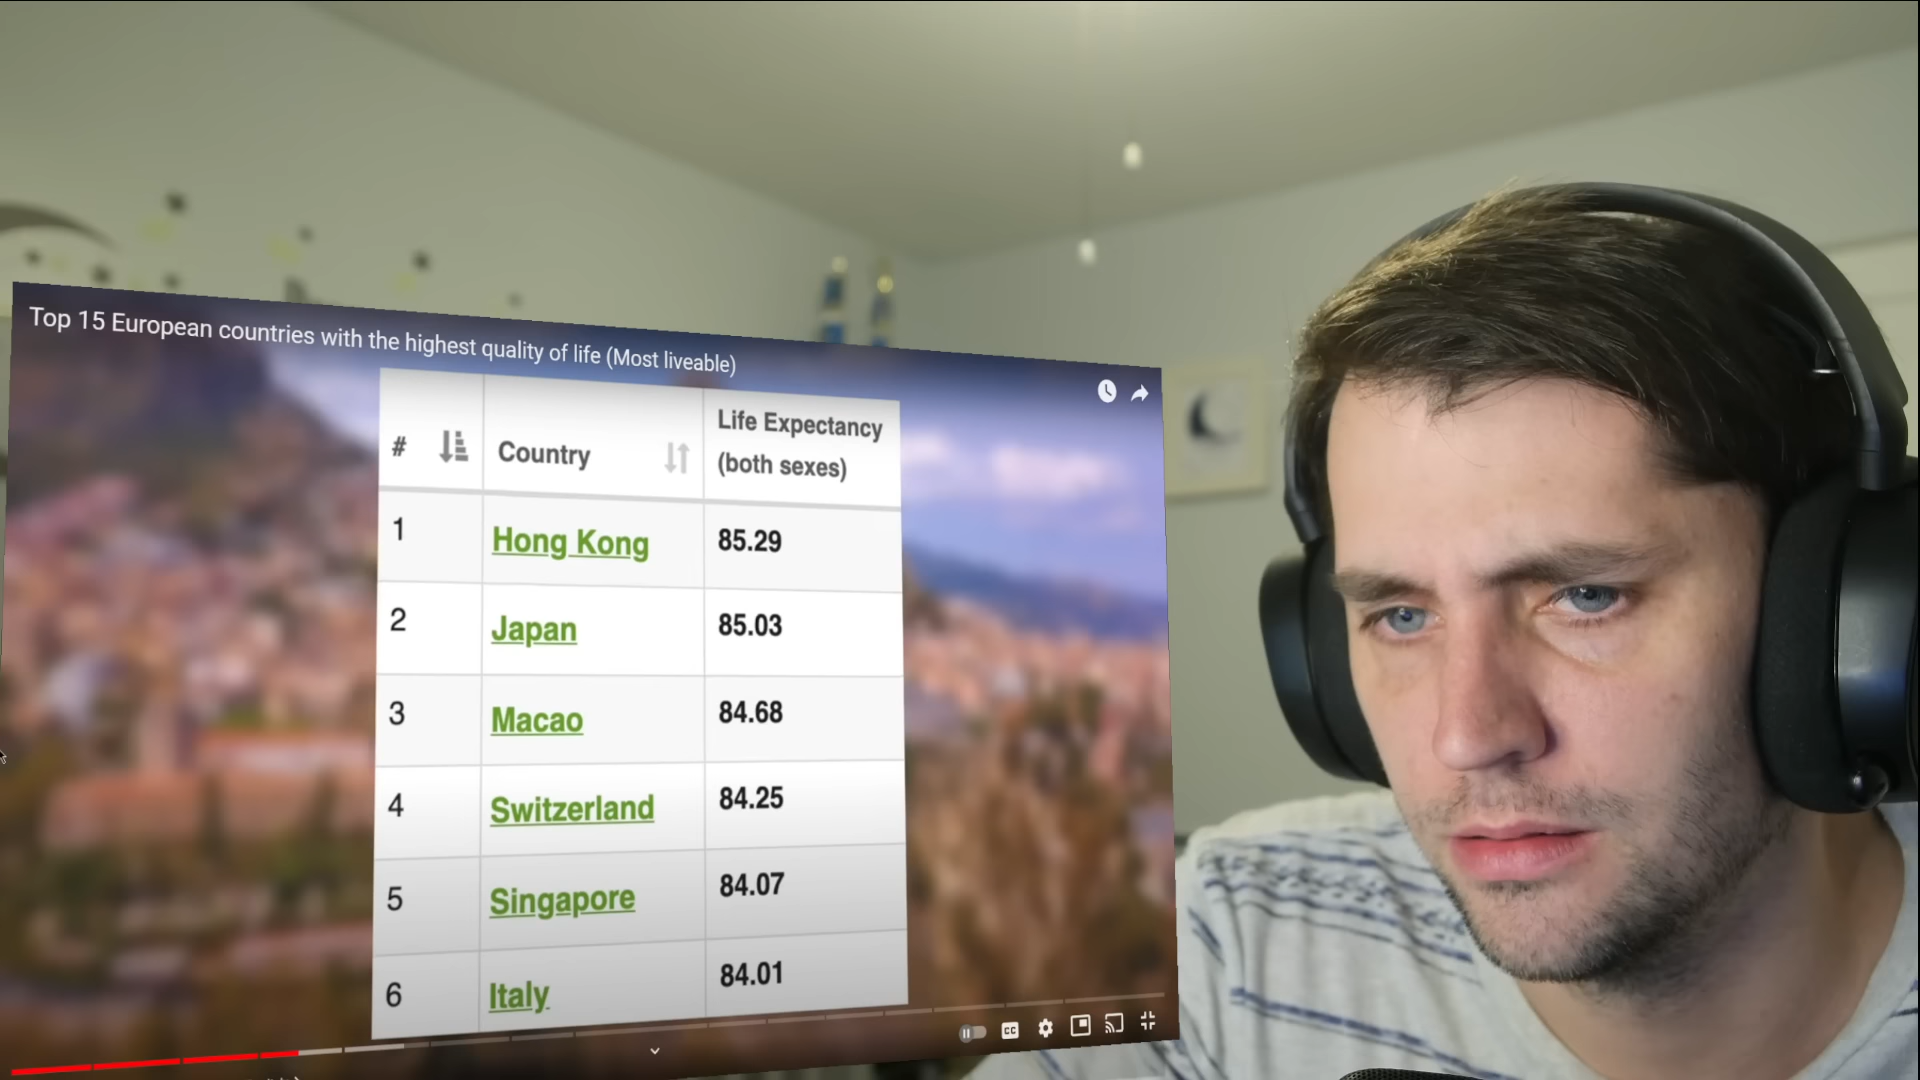 Top 15 European countries with the highest quality of life (Most liveable)
# Country Life Expectancy (both sexes)
1 Hong Kong 85.29
2 Japan 85.03
3 Macao 84.68
4 Switzerland 84.25
5 Singapore 84.07
6 Italy 84.01
CC